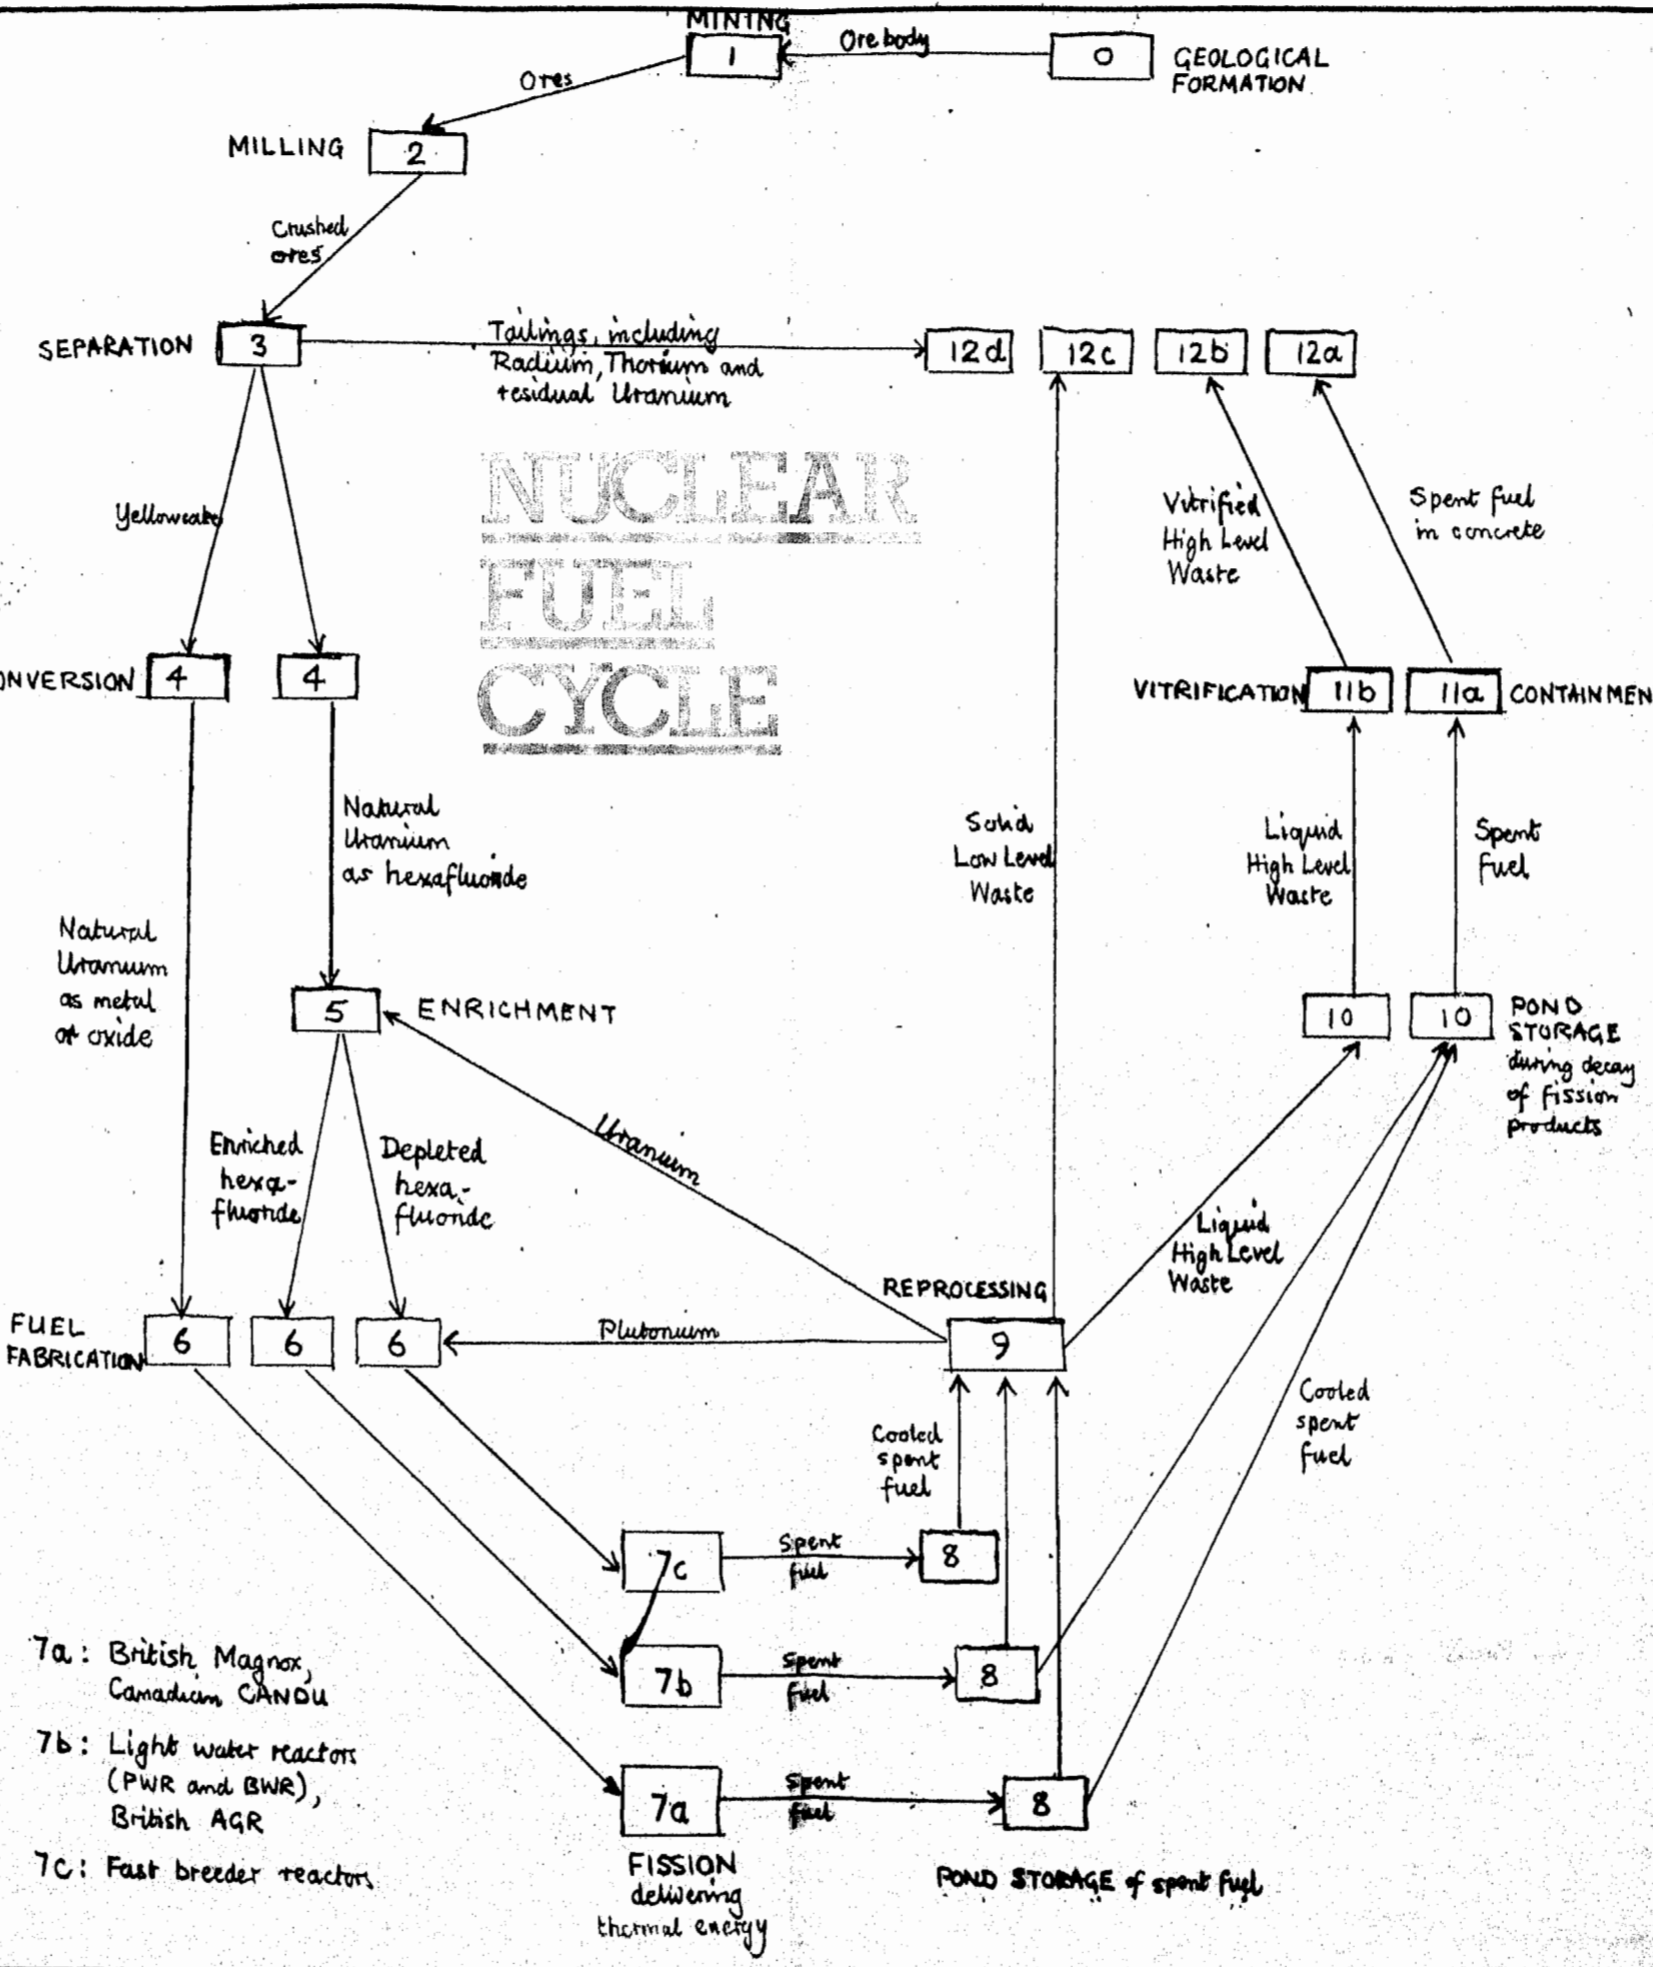 MINING
1
Ore body
0
GEOLOGICAL
FORMATION
Ores
MILLING
2
Crushed
ores
SEPARATION
3
Tailings, including
Radium, Thorium and
residual Uranium
12d
12c
12b
12a
NUCLEAR
FUEL
CYCLE
Yellowcake
Vitrified
High Level
Waste
Spent fuel
in concrete
ONVERSION
4
4
VITRIFICATION
11b
11a
CONTAINMEN
Natural
Uranium
as hexafluoride
Solid
Low Level
Waste
Liquid
High Level
Waste
Spent
Fuel
Natural
Uranium
as metal
or oxide
5
ENRICHMENT
10
10
POND
STORAGE
during decay
of fission
products
Enriched
hexa-
fluoride
Depleted
hexa-
fluoride
Uranium
Liquid
High Level
Waste
REPROCESSING
FUEL
FABRICATION
6
6
6
Plutonium
9
Cooled
spent
fuel
Cooled
spent
fuel
7c
Spent
fuel
8
7b
Spent
fuel
8
7a
Spent
fuel
8
7a: British Magnox,
Canadian CANDU
7b: Light water reactors
(PWR and BWR),
British AGR
7c: Fast breeder reactors
FISSION
delivering
thermal energy
POND STORAGE of spent fuel